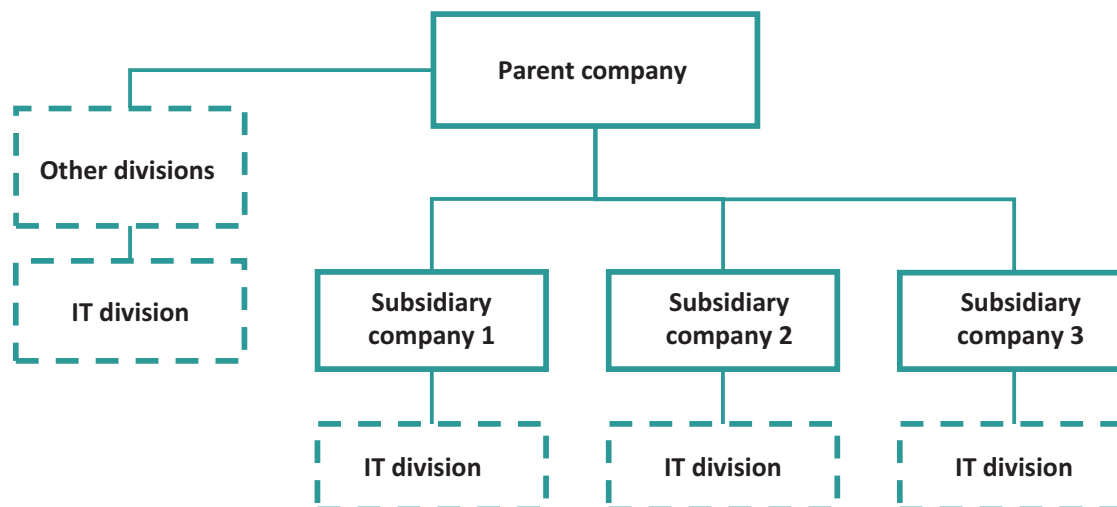 Parent company
Other divisions
IT division
Subsidiary
company 1
Subsidiary
company 2
Subsidiary
company 3
IT division
IT division
IT division